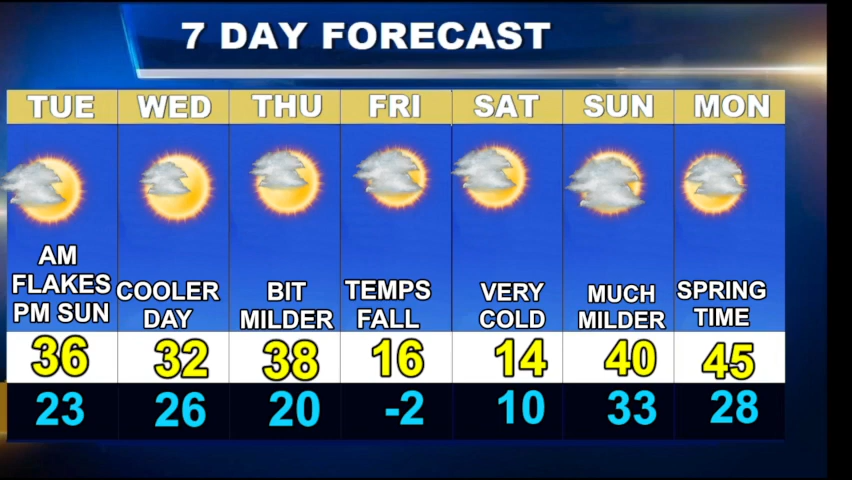 7 DAY FORECAST
TUE WED THU FRI SAT SUN MON
AM
FLAKES
PM SUN
COOLER
DAY
BIT
MILDER
TEMPS
FALL
VERY
COLD
MUCH
MILDER
SPRING
TIME
36 32 38 16 14 40 45
23 26 20 -2 10 33 28